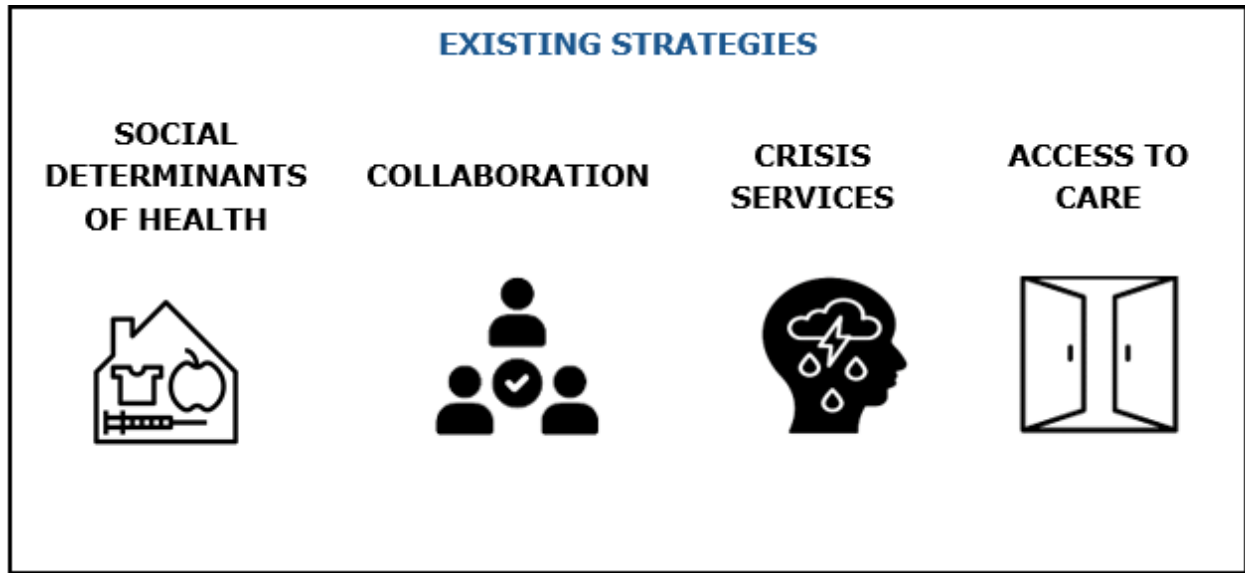 EXISTING STRATEGIES
SOCIAL
DETERMINANTS
OF HEALTH
COLLABORATION
CRISIS
SERVICES
ACCESS TO
CARE